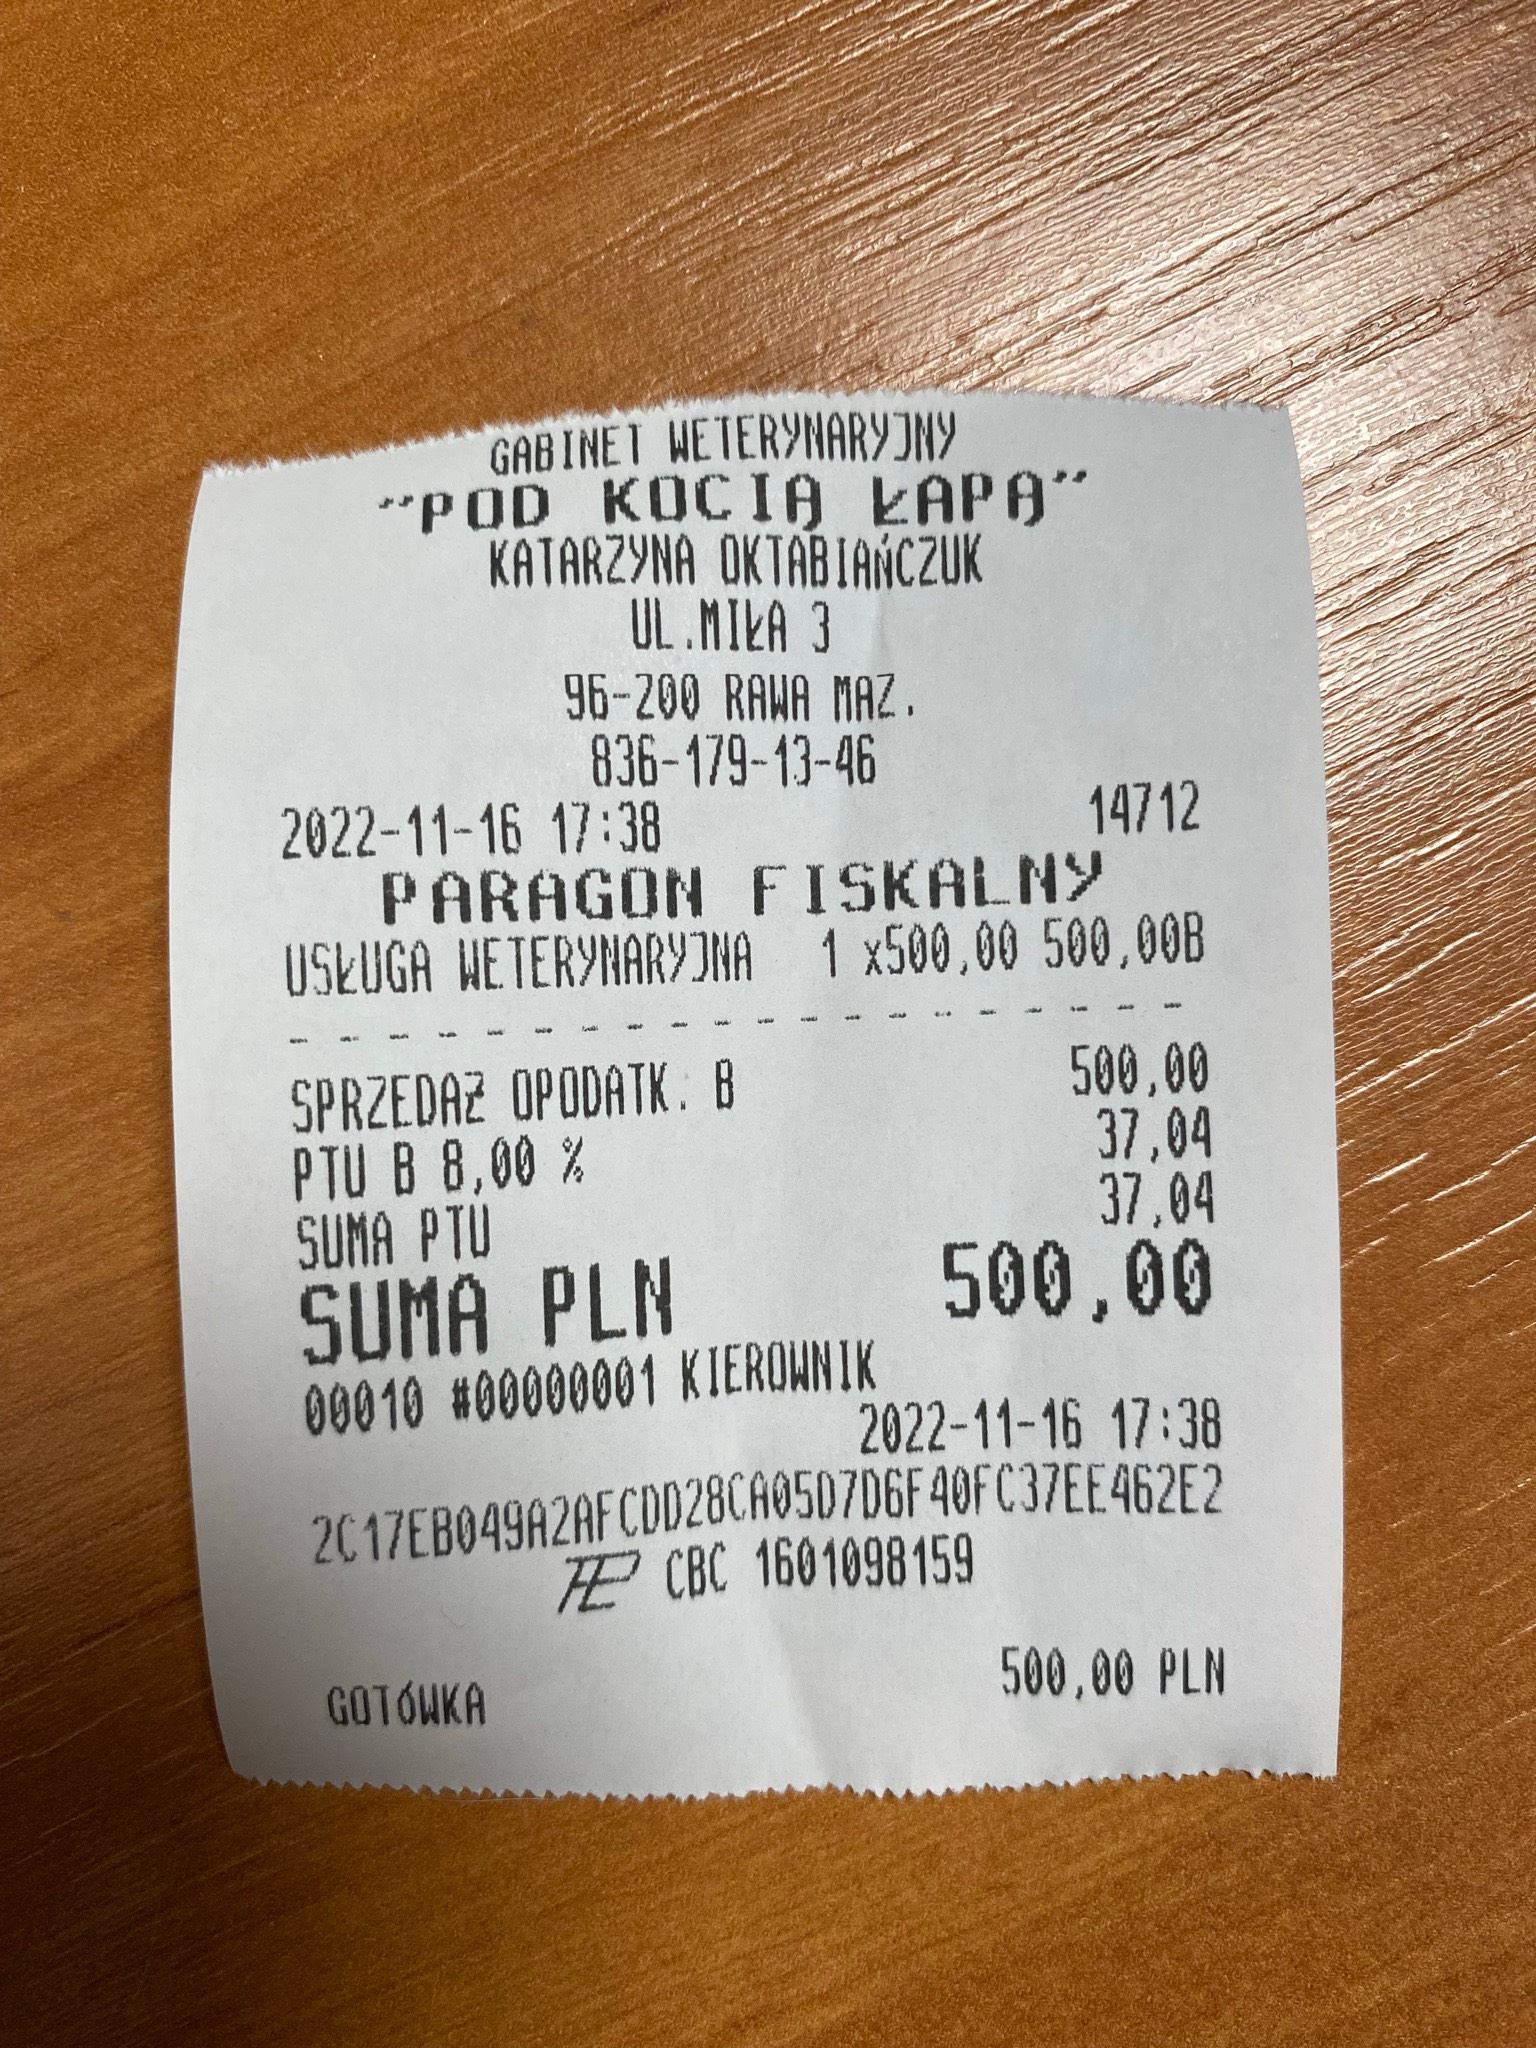 GABINET WETERYNARYJNY
"POD KOCIĄ ŁAPĄ"
KATARZYNA OKTABIAŃCZUK
UL.MIŁA 3
96-200 RAWA MAZ.
836-179-13-46
2022-11-16 17:38 14712
PARAGON FISKALNY
USŁUGA WETERYNARYJNA 1 x500,00 500,00B
- - - - - - - - - - - - - - - - - -
SPRZEDAŻ OPODATK. B 500,00
PTU B 8,00 % 37,04
SUMA PTU 37,04
SUMA PLN 500,00
00010 #00000001 KIEROWNIK
2022-11-16 17:38
2C17EB049A2AFCDD28CA05D7D6F40FC37EE462E2
PL CBC 1601098159
GOTÓWKA 500,00 PLN